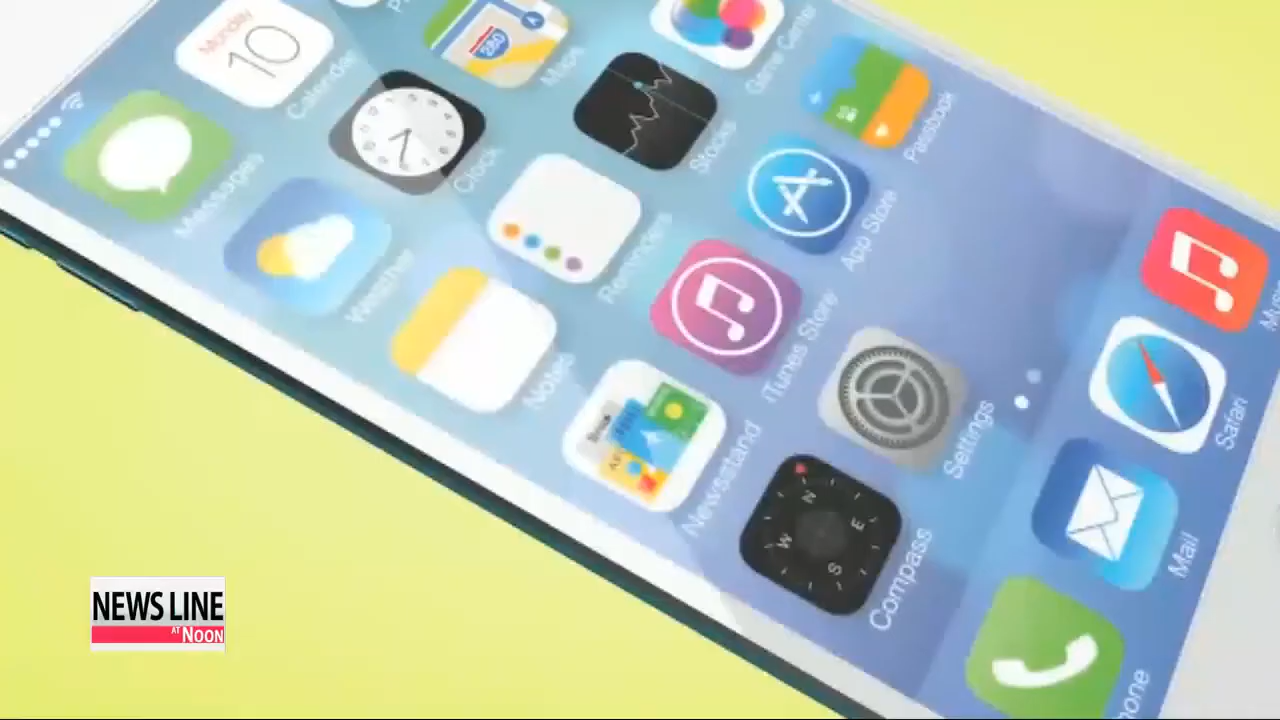 Monday
10
Calendar
280
Maps
Game Center
Messages
Clock
Stocks
Passbook
Weather
Reminders
App Store
Notes
iTunes Store
Newsstand
Settings
N
W
E
S
Compass
Safari
Mail
NEWS LINE
AT NOON